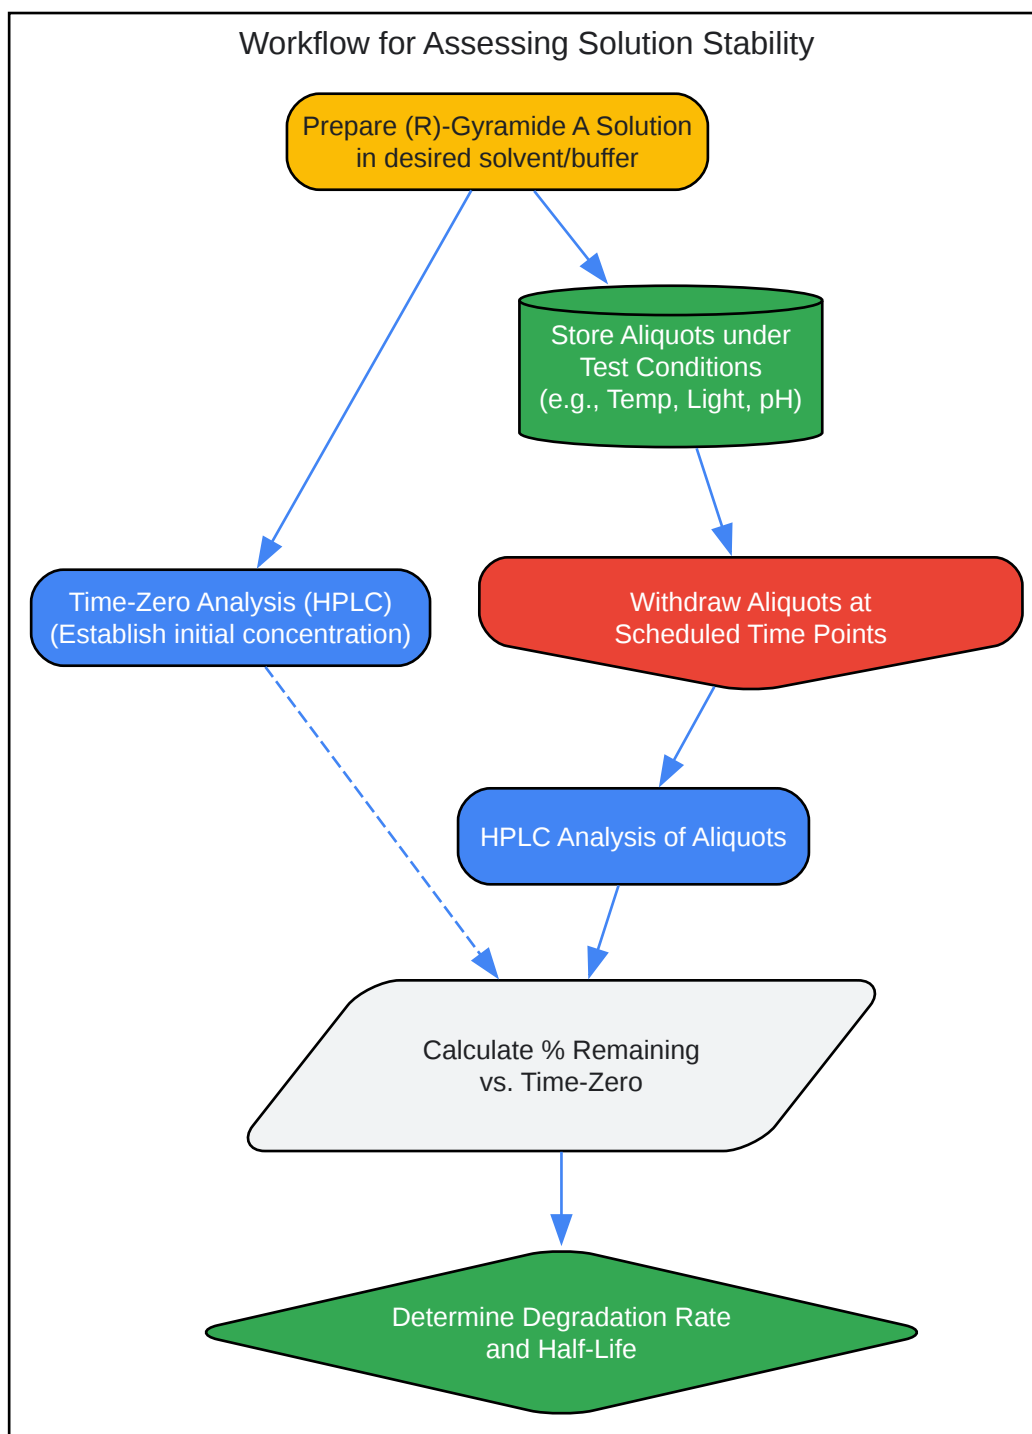 Workflow for Assessing Solution Stability
Prepare (R)-Gyramide A Solution
in desired solvent/buffer
Store Aliquots under
Test Conditions
(e.g., Temp, Light, pH)
Time-Zero Analysis (HPLC)
(Establish initial concentration)
Withdraw Aliquots at
Scheduled Time Points
HPLC Analysis of Aliquots
Calculate % Remaining
vs. Time-Zero
Determine Degradation Rate
and Half-Life